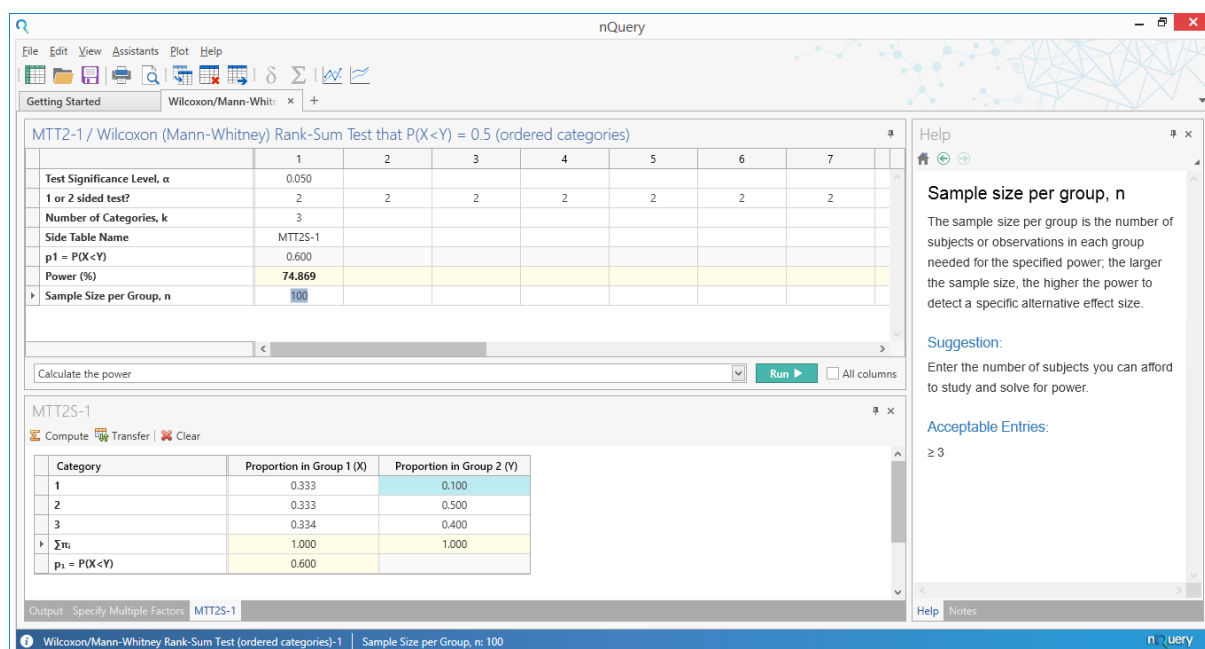 nQuery
File Edit View Assistants Plot Help
δ Σ
Getting Started Wilcoxon/Mann-Whitn × +
MTT2-1 / Wilcoxon (Mann-Whitney) Rank-Sum Test that P(X<Y) = 0.5 (ordered categories)
1 2 3 4 5 6 7
Test Significance Level, α 0.050
1 or 2 sided test? 2 2 2 2 2 2 2
Number of Categories, k 3
Side Table Name MTT2S-1
p1 = P(X<Y) 0.600
Power (%) 74.869
Sample Size per Group, n 100
Calculate the power Run All columns
MTT2S-1
Compute Transfer | Clear
Category Proportion in Group 1 (X) Proportion in Group 2 (Y)
1 0.333 0.100
2 0.333 0.500
3 0.334 0.400
∑πᵢ 1.000 1.000
p₁ = P(X<Y) 0.600
Output Specify Multiple Factors MTT2S-1
Help
Sample size per group, n
The sample size per group is the number of
subjects or observations in each group
needed for the specified power; the larger
the sample size, the higher the power to
detect a specific alternative effect size.
Suggestion:
Enter the number of subjects you can afford
to study and solve for power.
Acceptable Entries:
≥ 3
Help Notes
Wilcoxon/Mann-Whitney Rank-Sum Test (ordered categories)-1 | Sample Size per Group, n: 100
nQuery